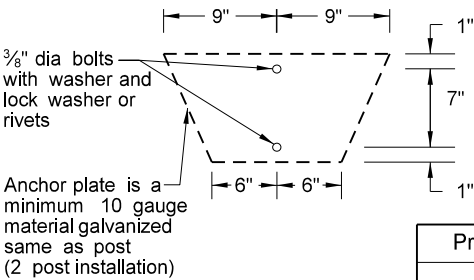 9"
9"
1"
⅜" dia bolts
with washer and
lock washer or
rivets
7"
6"
6"
1"
Anchor plate is a
minimum 10 gauge
material galvanized
same as post
(2 post installation)
Pr